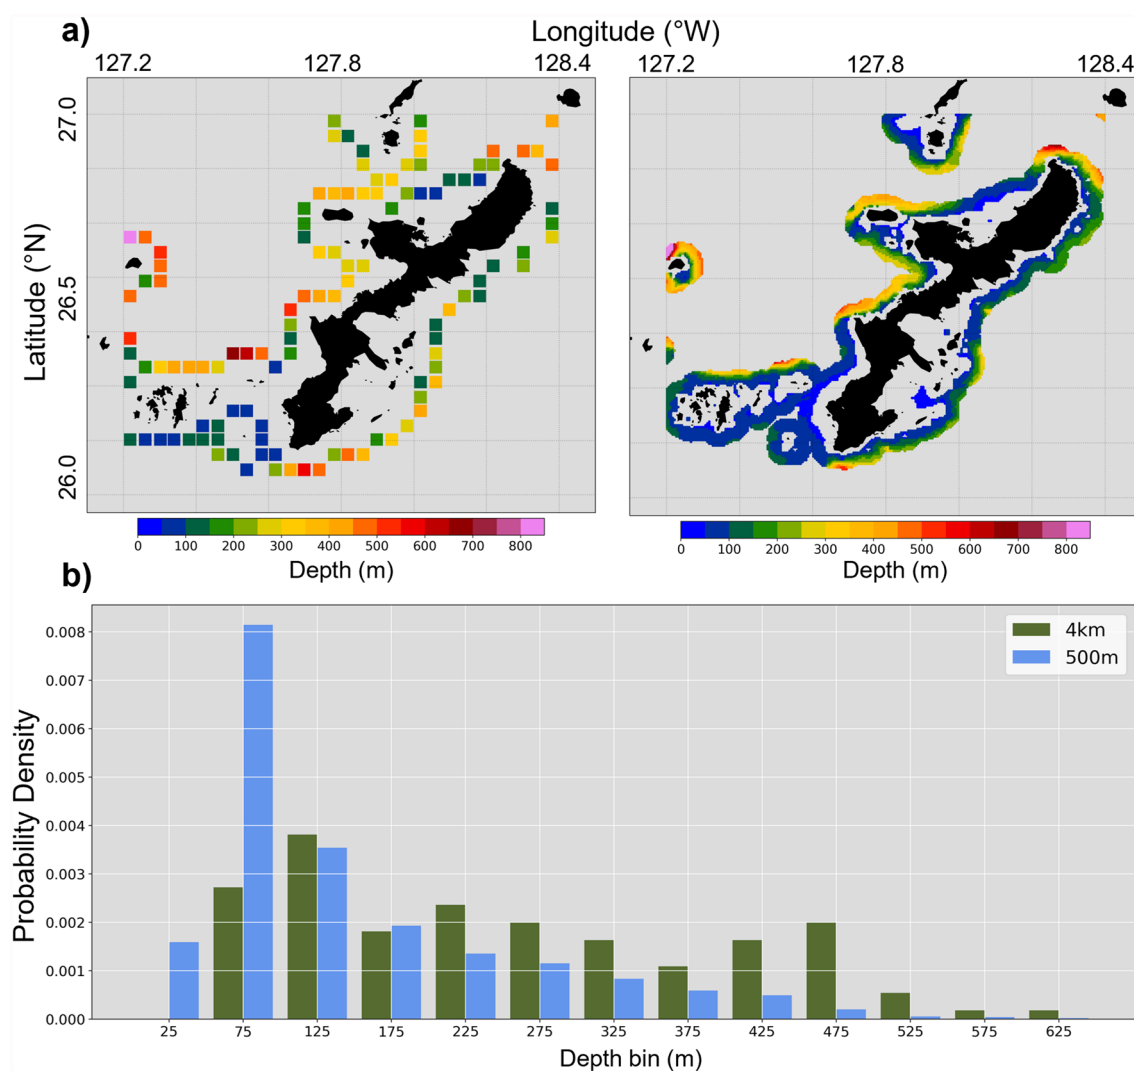 a)
Longitude (°W)
127.2 127.8 128.4 127.2 127.8 128.4
Latitude (°N)
27.0
26.5
26.0
0 100 200 300 400 500 600 700 800
Depth (m)
0 100 200 300 400 500 600 700 800
Depth (m)
b)
Probability Density
0.008
0.007
0.006
0.005
0.004
0.003
0.002
0.001
0.000
4km
500m
25 75 125 175 225 275 325 375 425 475 525 575 625
Depth bin (m)